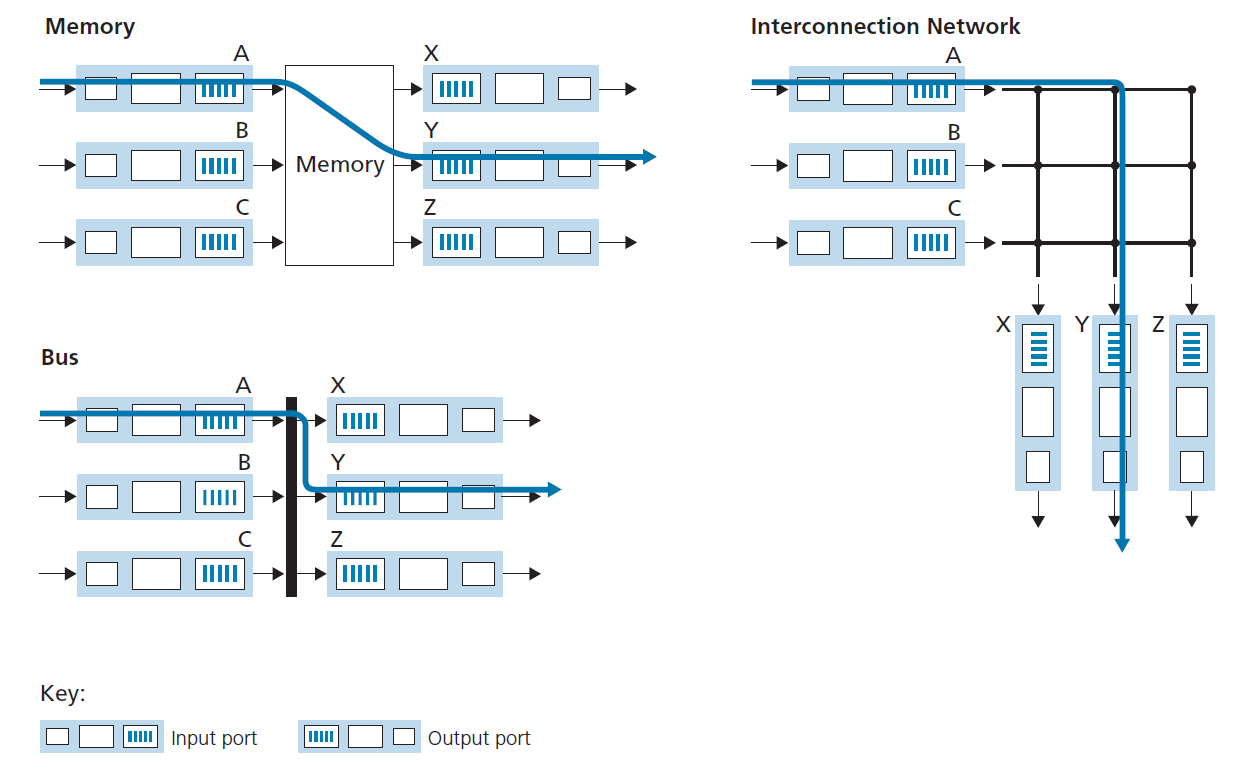 Memory
A
X
B
Y
Memory
C
Z
Interconnection Network
A
B
C
X
Y
Z
Bus
A
X
B
Y
C
Z
Key:
Input port
Output port